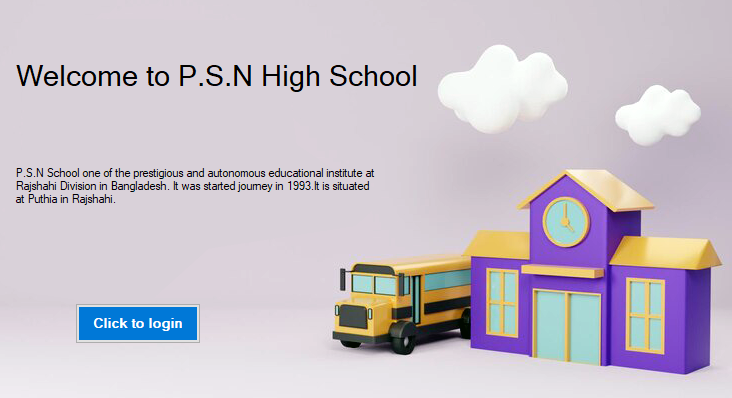 Welcome to P.S.N High School
P.S.N School one of the prestigious and autonomous educational institute at
Rajshahi Division in Bangladesh. It was started journey in 1993.It is situated
at Puthia in Rajshahi.
Click to login